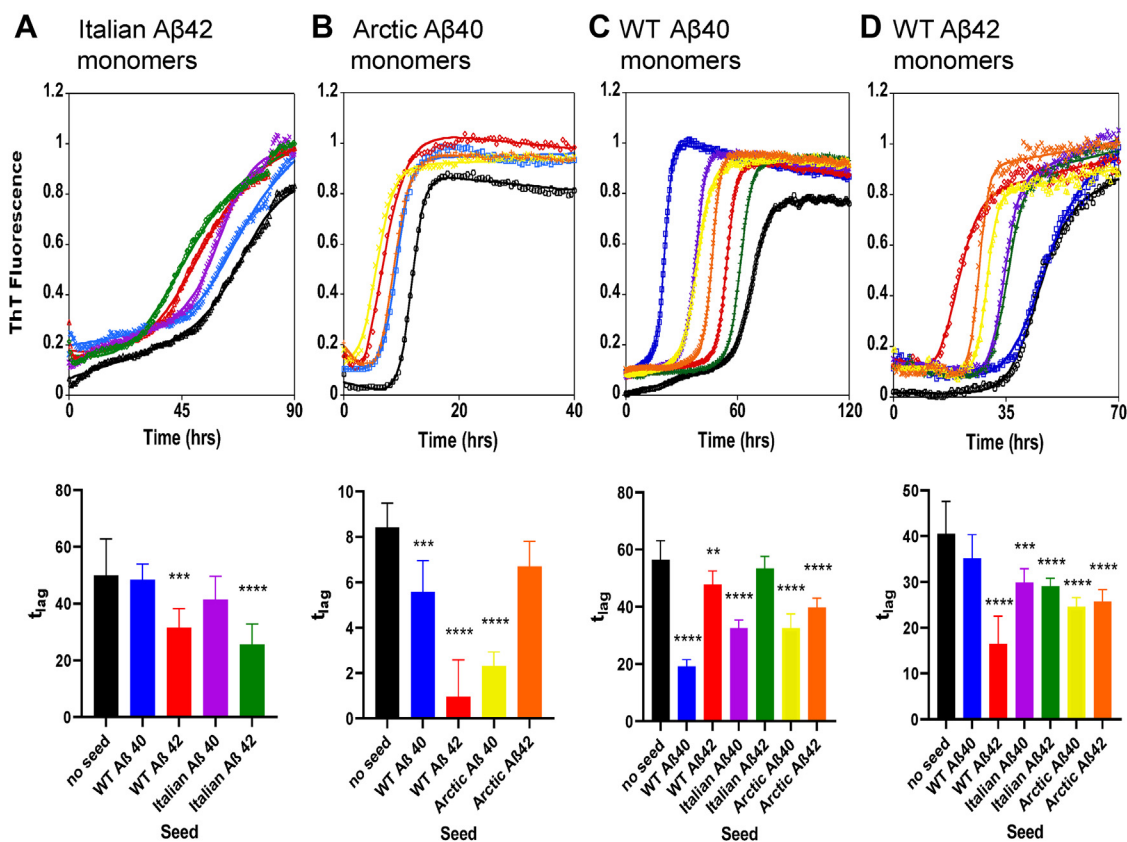 A Italian Aβ42 monomers
B Arctic Aβ40 monomers
C WT Aβ40 monomers
D WT Aβ42 monomers
ThT Fluorescence
1.2
1
0.8
0.6
0.4
0.2
0
0 45 90
Time (hrs)
1.2
1
0.8
0.6
0.4
0.2
0
0 20 40
Time (hrs)
1.2
1
0.8
0.6
0.4
0.2
0
0 60 120
Time (hrs)
1.2
1
0.8
0.6
0.4
0.2
0
0 35 70
Time (hrs)
tlag
80
60
40
20
0
***
****
no seed
WT Aβ 40
WT Aβ 42
Italian Aβ 40
Italian Aβ 42
Seed
tlag
10
8
6
4
2
0
***
****
****
no seed
WT Aβ 40
WT Aβ 42
Arctic Aβ 40
Arctic Aβ42
Seed
tlag
80
60
40
20
0
****
**
****
****
****
no seed
WT Aβ40
WT Aβ42
Italian Aβ40
Italian Aβ42
Arctic Aβ40
Arctic Aβ42
Seed
tlag
50
40
30
20
10
0
****
***
****
****
****
no seed
WT Aβ40
WT Aβ42
Italian Aβ40
Italian Aβ42
Arctic Aβ40
Arctic Aβ42
Seed